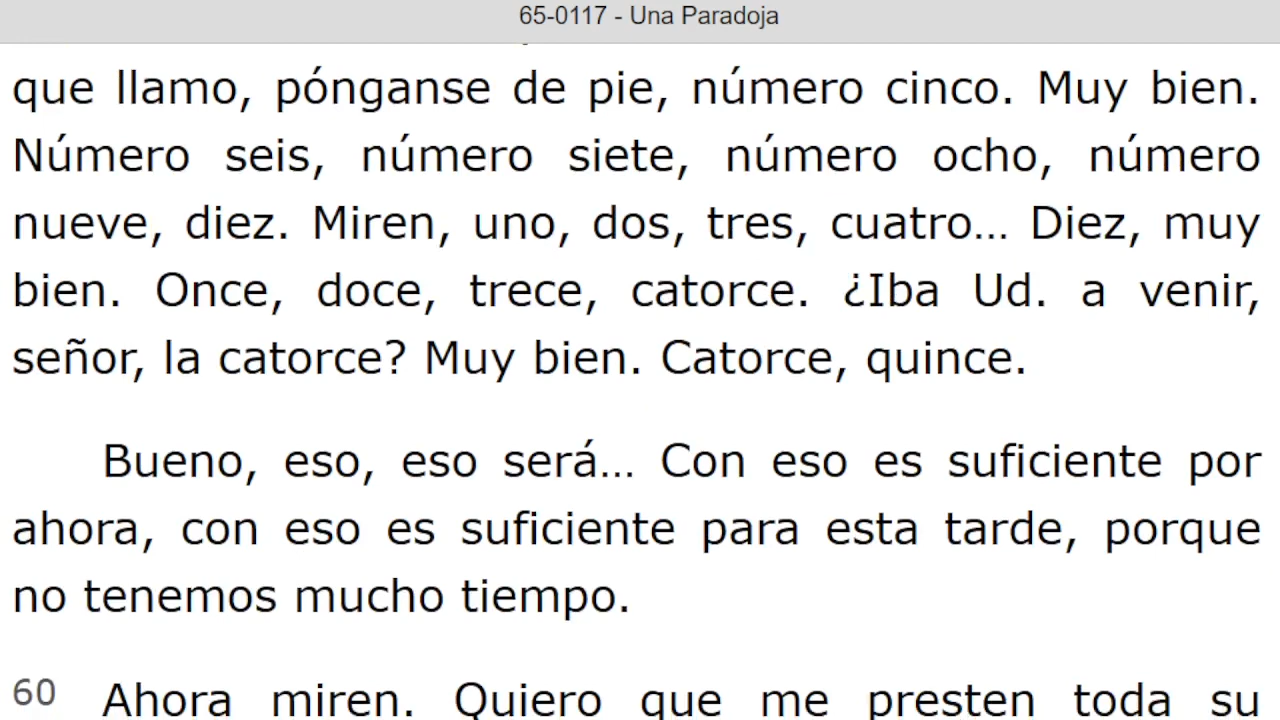 65-0117 - Una Paradoja
que llamo, pónganse de pie, número cinco. Muy bien.
Número seis, número siete, número ocho, número
nueve, diez. Miren, uno, dos, tres, cuatro… Diez, muy
bien. Once, doce, trece, catorce. ¿Iba Ud. a venir,
señor, la catorce? Muy bien. Catorce, quince.
Bueno, eso, eso será… Con eso es suficiente por
ahora, con eso es suficiente para esta tarde, porque
no tenemos mucho tiempo.
60 Ahora miren. Quiero que me presten toda su